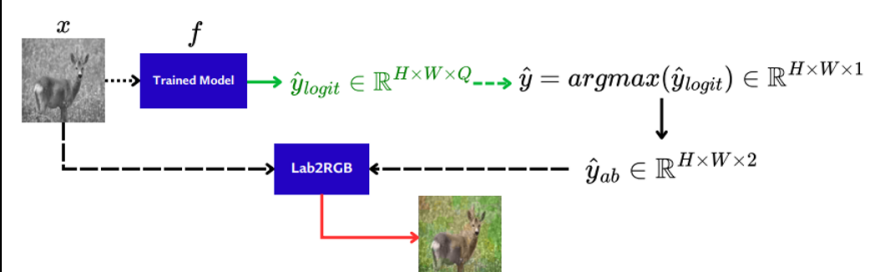 x
f
Trained Model
ŷ_logit ∈ ℝ^{H×W×Q}
ŷ = argmax(ŷ_logit) ∈ ℝ^{H×W×1}
Lab2RGB
ŷ_ab ∈ ℝ^{H×W×2}